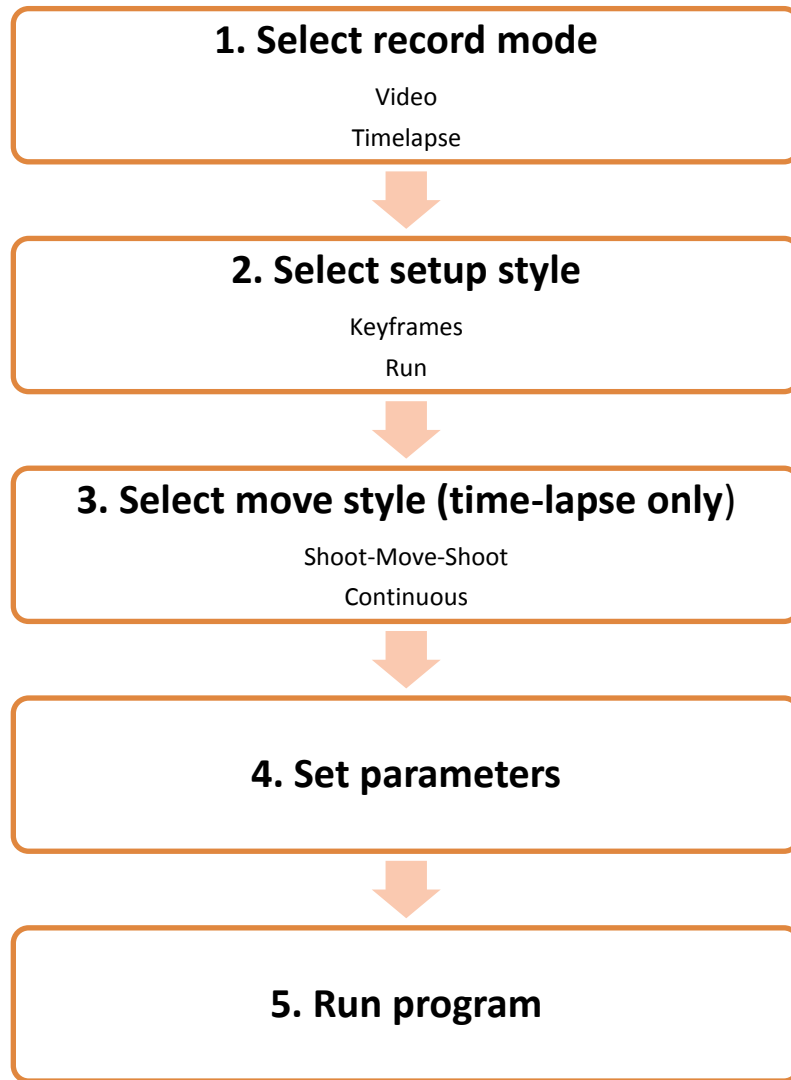 1. Select record mode
Video
Timelapse
2. Select setup style
Keyframes
Run
3. Select move style (time-lapse only)
Shoot-Move-Shoot
Continuous
4. Set parameters
5. Run program